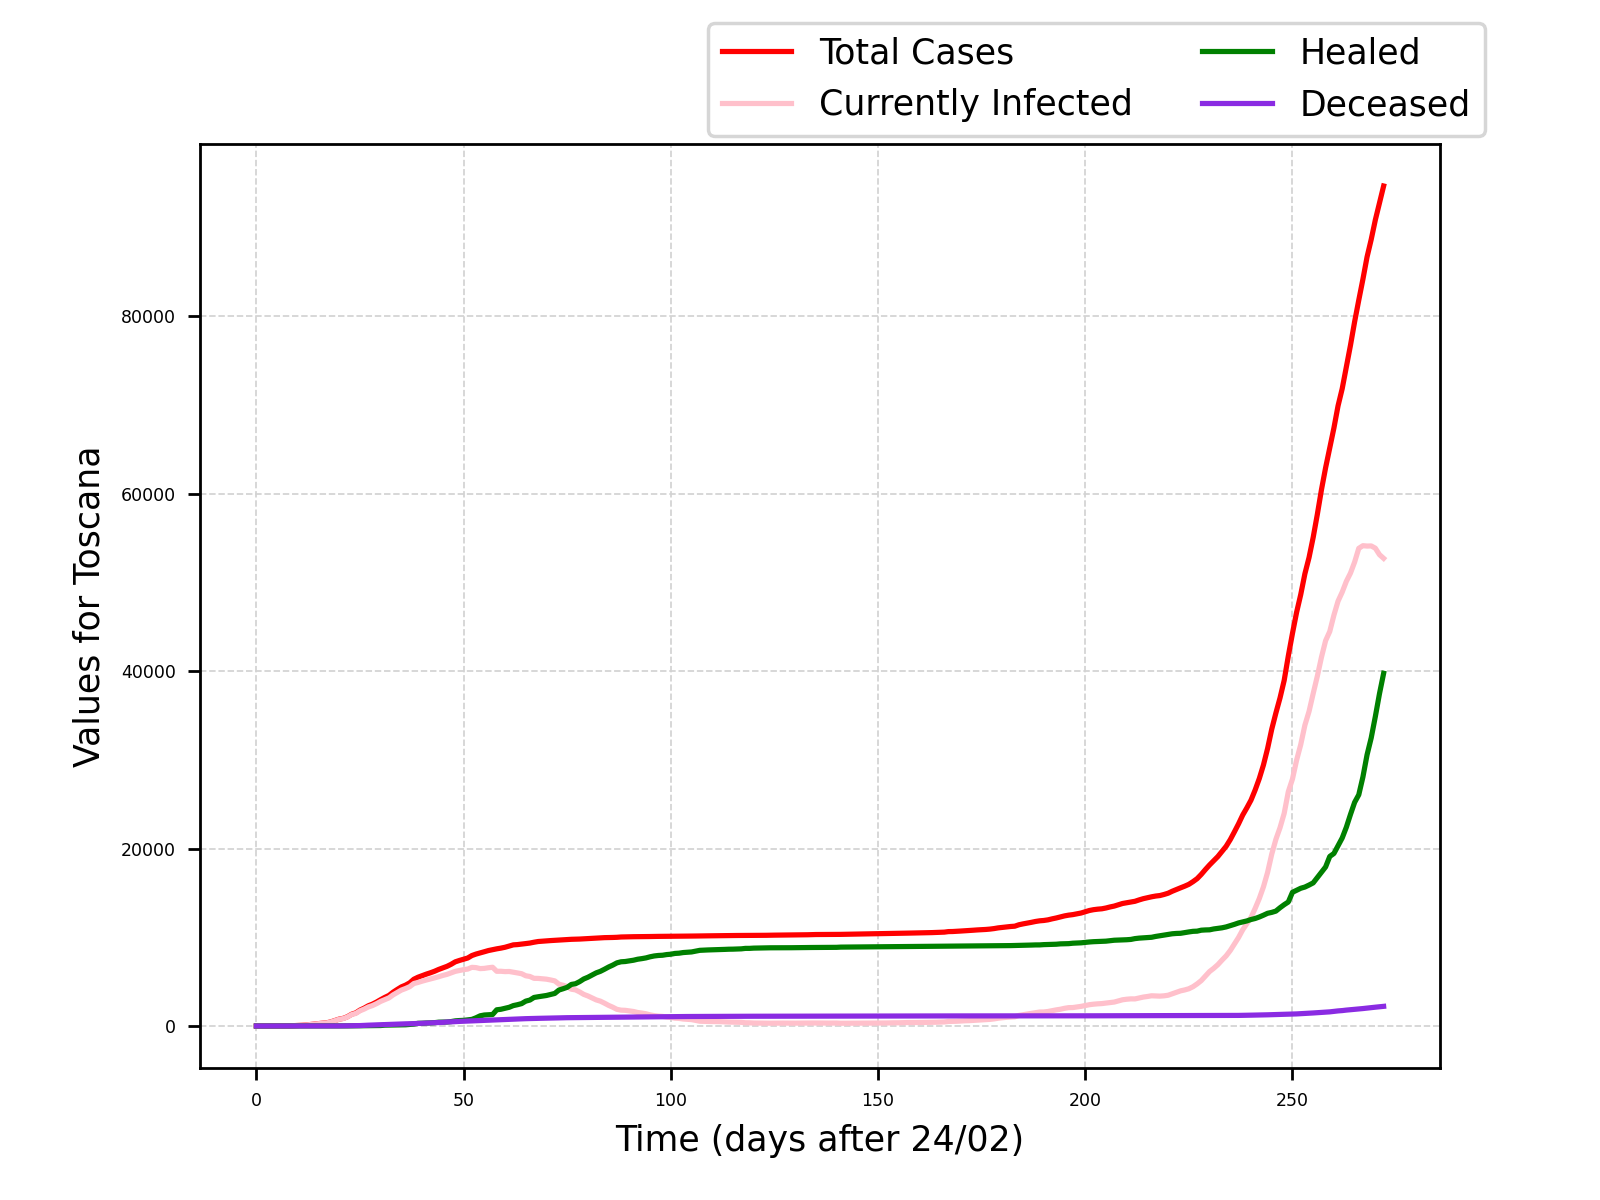 Total Cases
Currently Infected
Healed
Deceased
Values for Toscana
80000
60000
40000
20000
0
0 50 100 150 200 250
Time (days after 24/02)